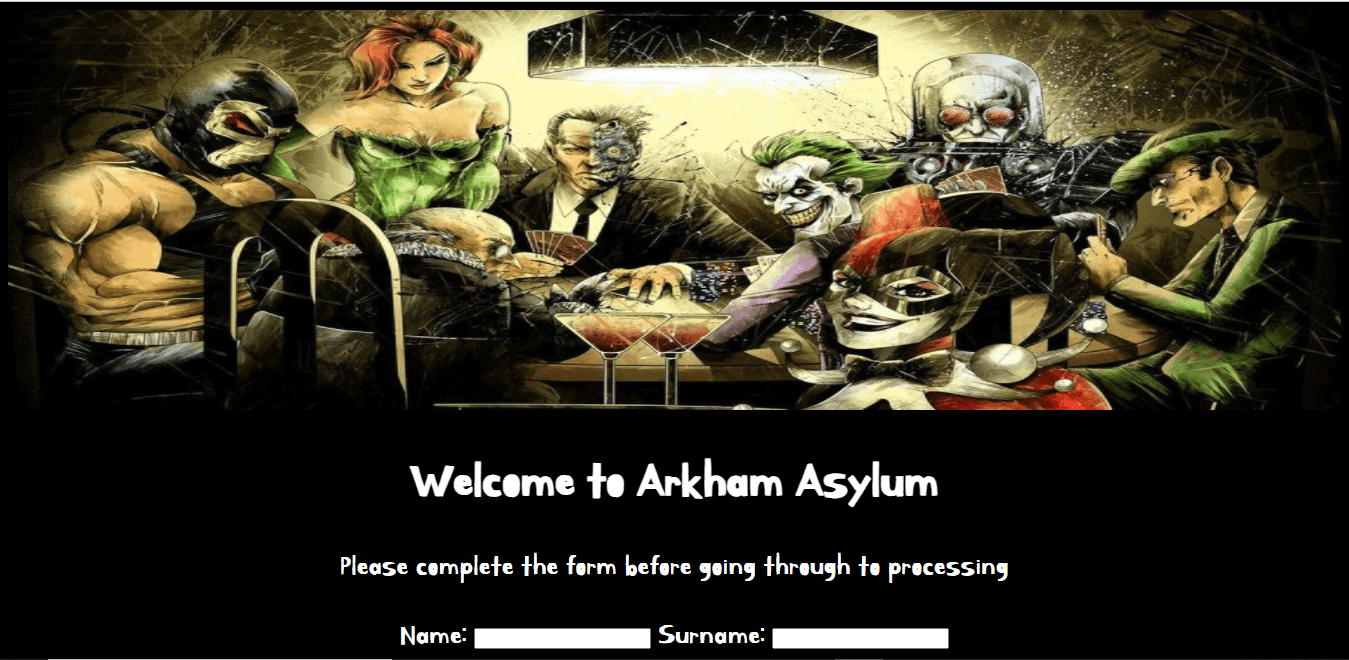 Welcome to Arkham Asylum
Please complete the form before going through to processing
Name: Surname: